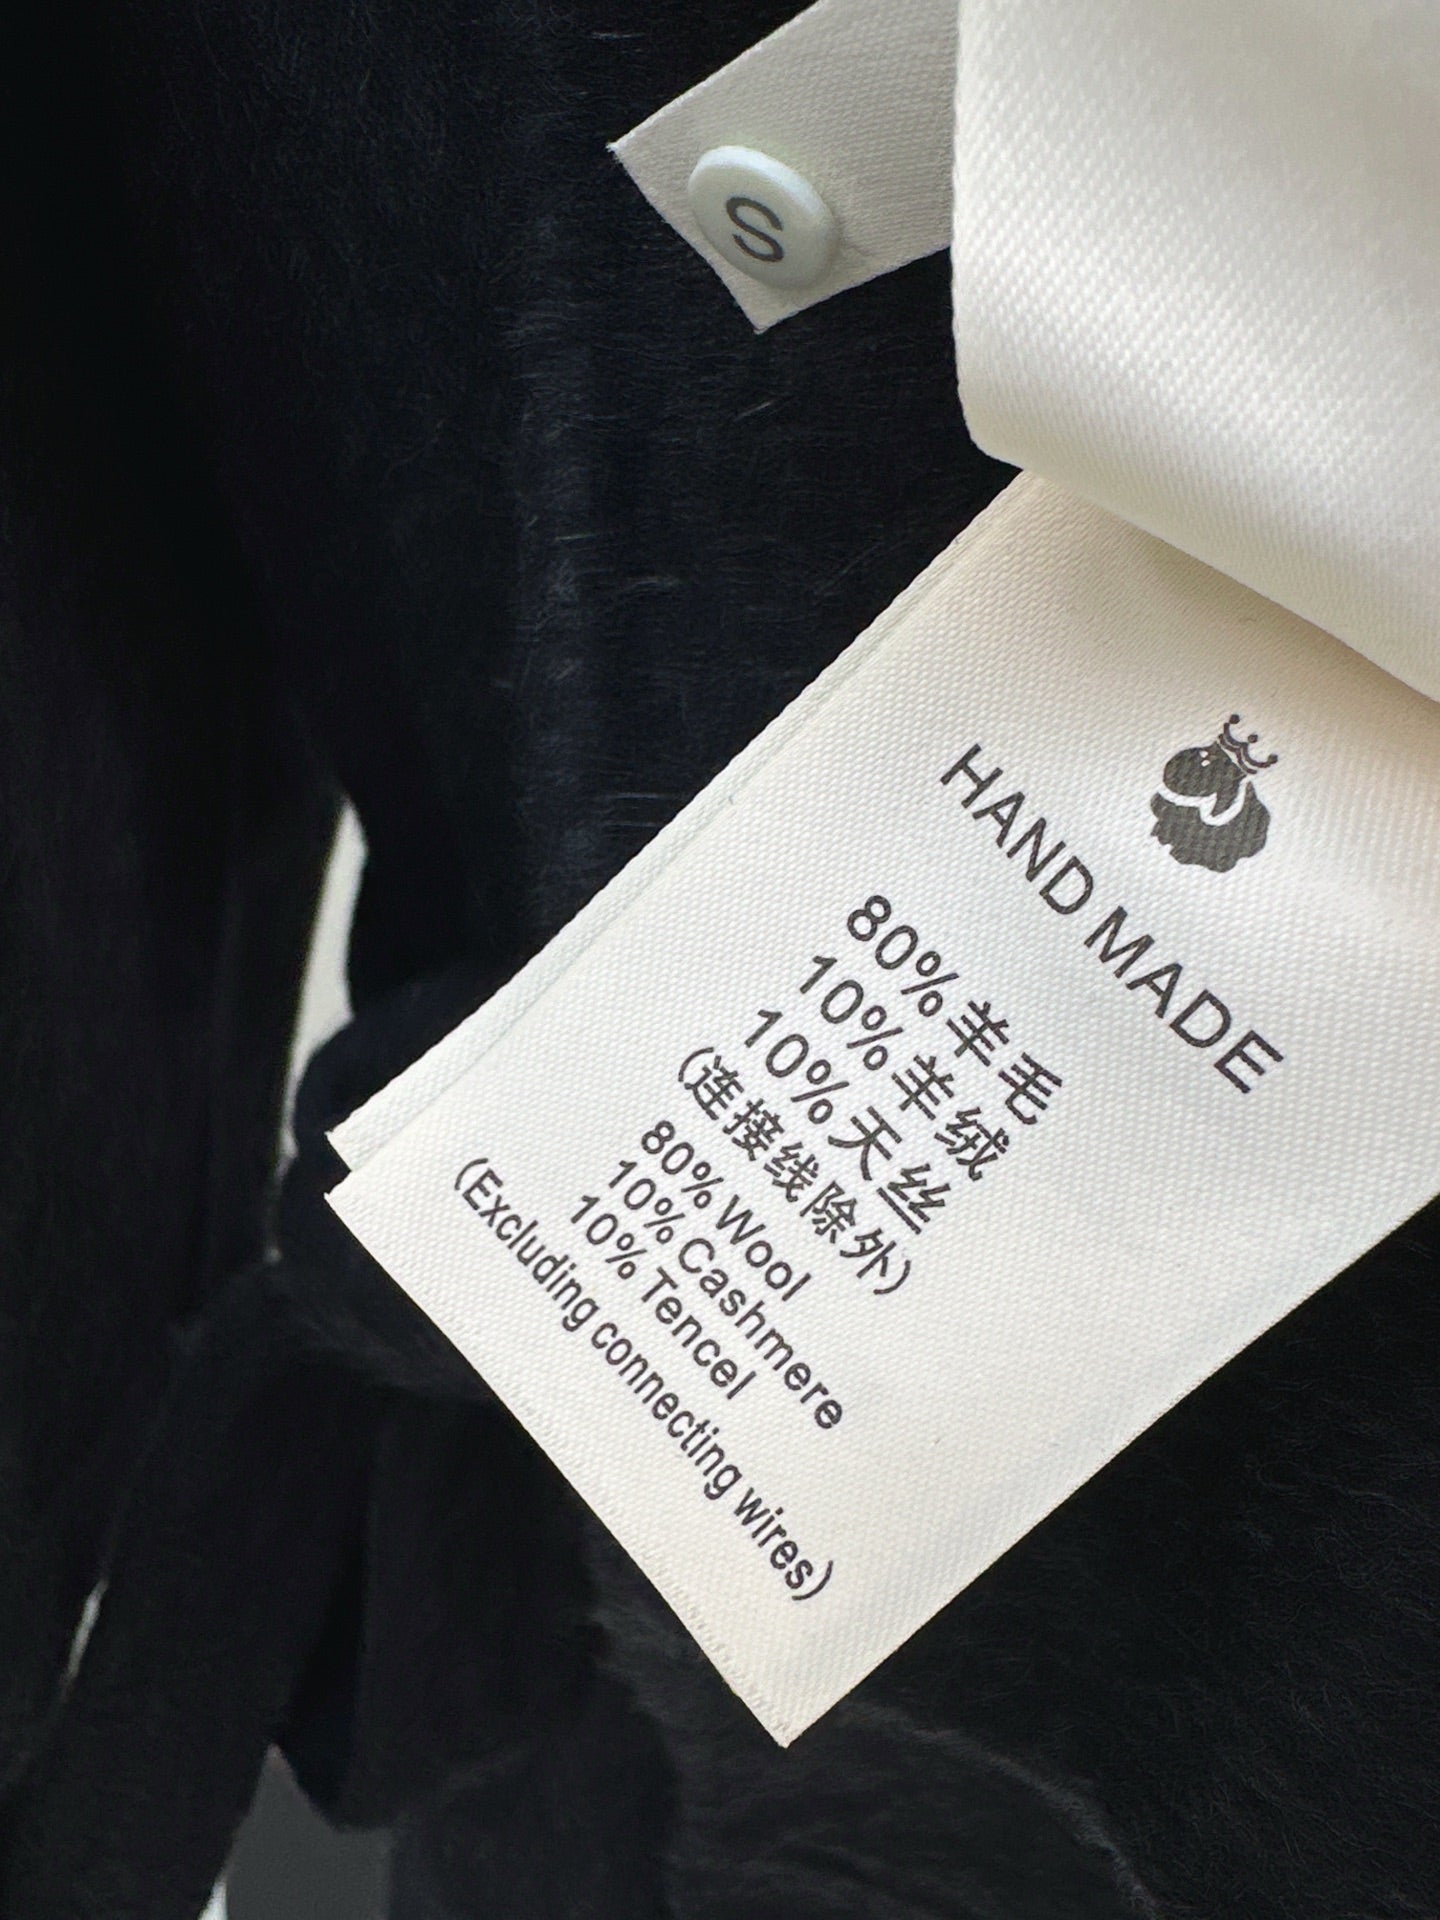 S
HAND MADE
80%羊毛
10%羊绒
10%天丝
(连接线除外)
80% Wool
10% Cashmere
10% Tencel
(Excluding connecting wires)